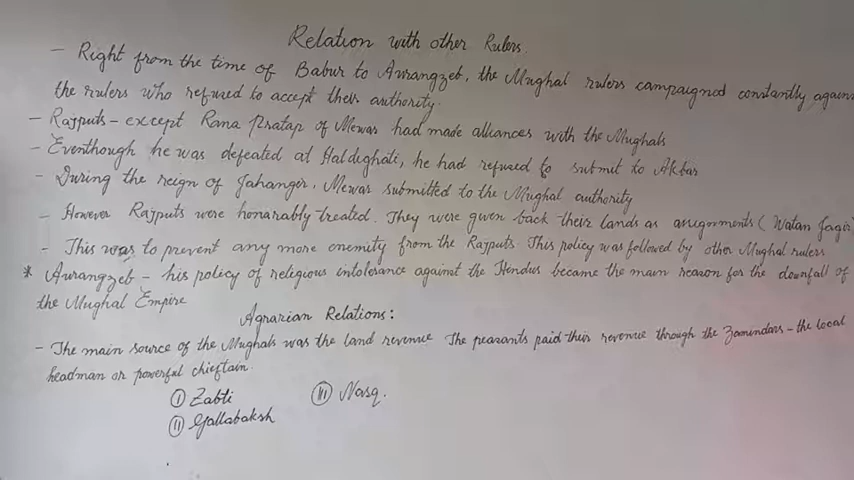 Relation with other Rulers
- Right from the time of Babur to Aurangzeb, the Mughal rulers campaigned constantly agains
the rulers who refused to accept their authority.
- Rajputs - except Rana Pratap of Mewar had made alliances with the Mughals
- Eventhough he was defeated at Haldighati, he had refused to submit to Akbar
- During the reign of Jahangir, Mewar submitted to the Mughal authority
- However Rajputs were honarably treated. They were given back their lands as assignments (Watan Jagir)
- This was to prevent any more enemity from the Rajputs. This policy was followed by other Mughal rulers
* Aurangzeb - his policy of religious intolerance against the Hindus became the main reason for the downfall of
the Mughal Empire
Agrarian Relations:
- The main source of the Mughals was the land revenue The peasants paid their revenue through the Zamindars - the local
headman or powerful chieftain.
(I) Zabti (III) Nasq.
(II) Gallabaksh